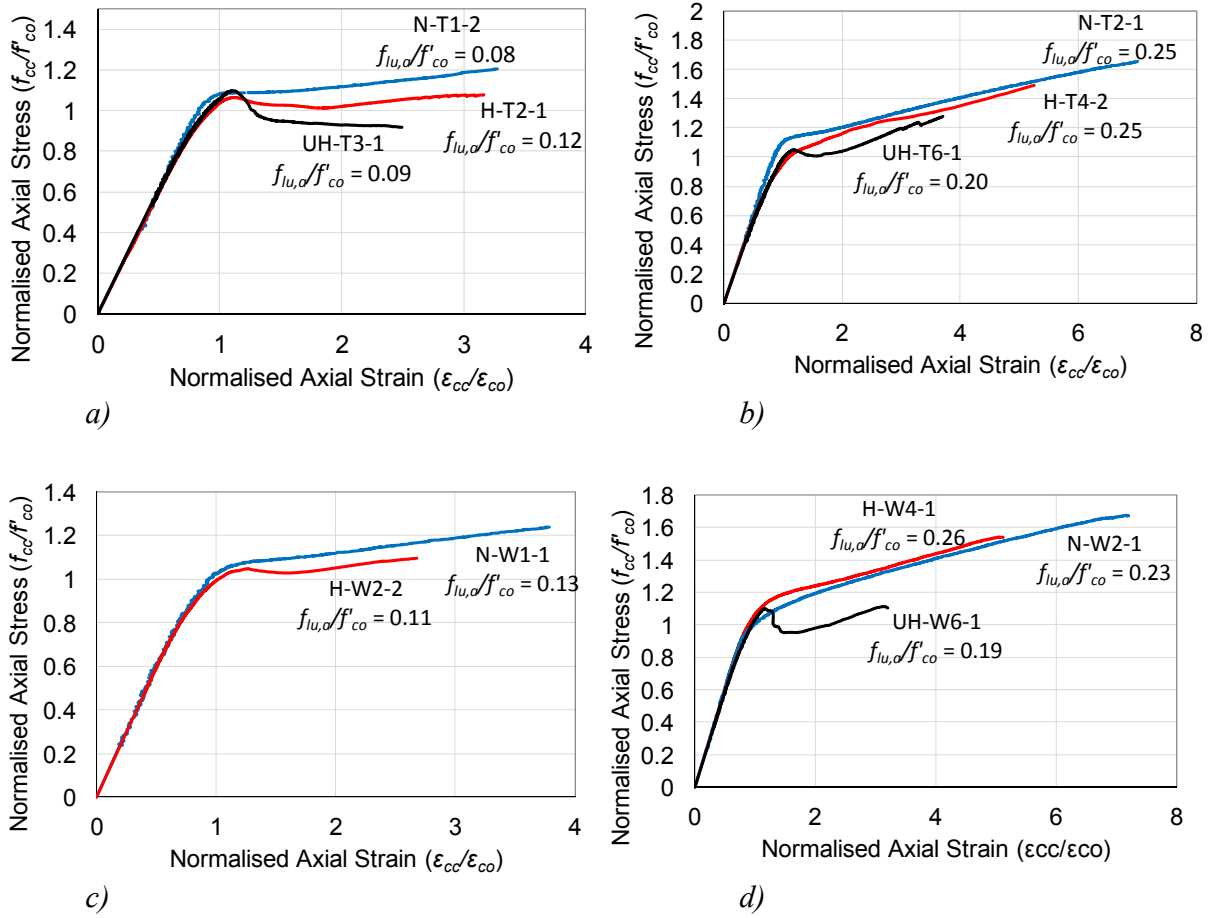 Normalised Axial Stress (fcc/f'co)
1.4
1.2
1
0.8
0.6
0.4
0.2
0
N-T1-2
flu,a/f'co = 0.08
H-T2-1
flu,a/f'co = 0.12
UH-T3-1
flu,a/f'co = 0.09
0 1 2 3 4
Normalised Axial Strain (εcc/εco)
a)
Normalised Axial Stress (fcc/f'co)
2
1.8
1.6
1.4
1.2
1
0.8
0.6
0.4
0.2
0
N-T2-1
flu,a/f'co = 0.25
H-T4-2
flu,a/f'co = 0.25
UH-T6-1
flu,a/f'co = 0.20
0 2 4 6 8
Normalised Axial Strain (εcc/εco)
b)
Normalised Axial Stress (fcc/f'co)
1.4
1.2
1
0.8
0.6
0.4
0.2
0
N-W1-1
flu,a/f'co = 0.13
H-W2-2
flu,a/f'co = 0.11
0 1 2 3 4
Normalised Axial Strain (εcc/εco)
c)
Normalised Axial Stress (fcc/f'co)
1.8
1.6
1.4
1.2
1
0.8
0.6
0.4
0.2
0
H-W4-1
flu,a/f'co = 0.26
N-W2-1
flu,a/f'co = 0.23
UH-W6-1
flu,a/f'co = 0.19
0 2 4 6 8
Normalised Axial Strain (εcc/εco)
d)